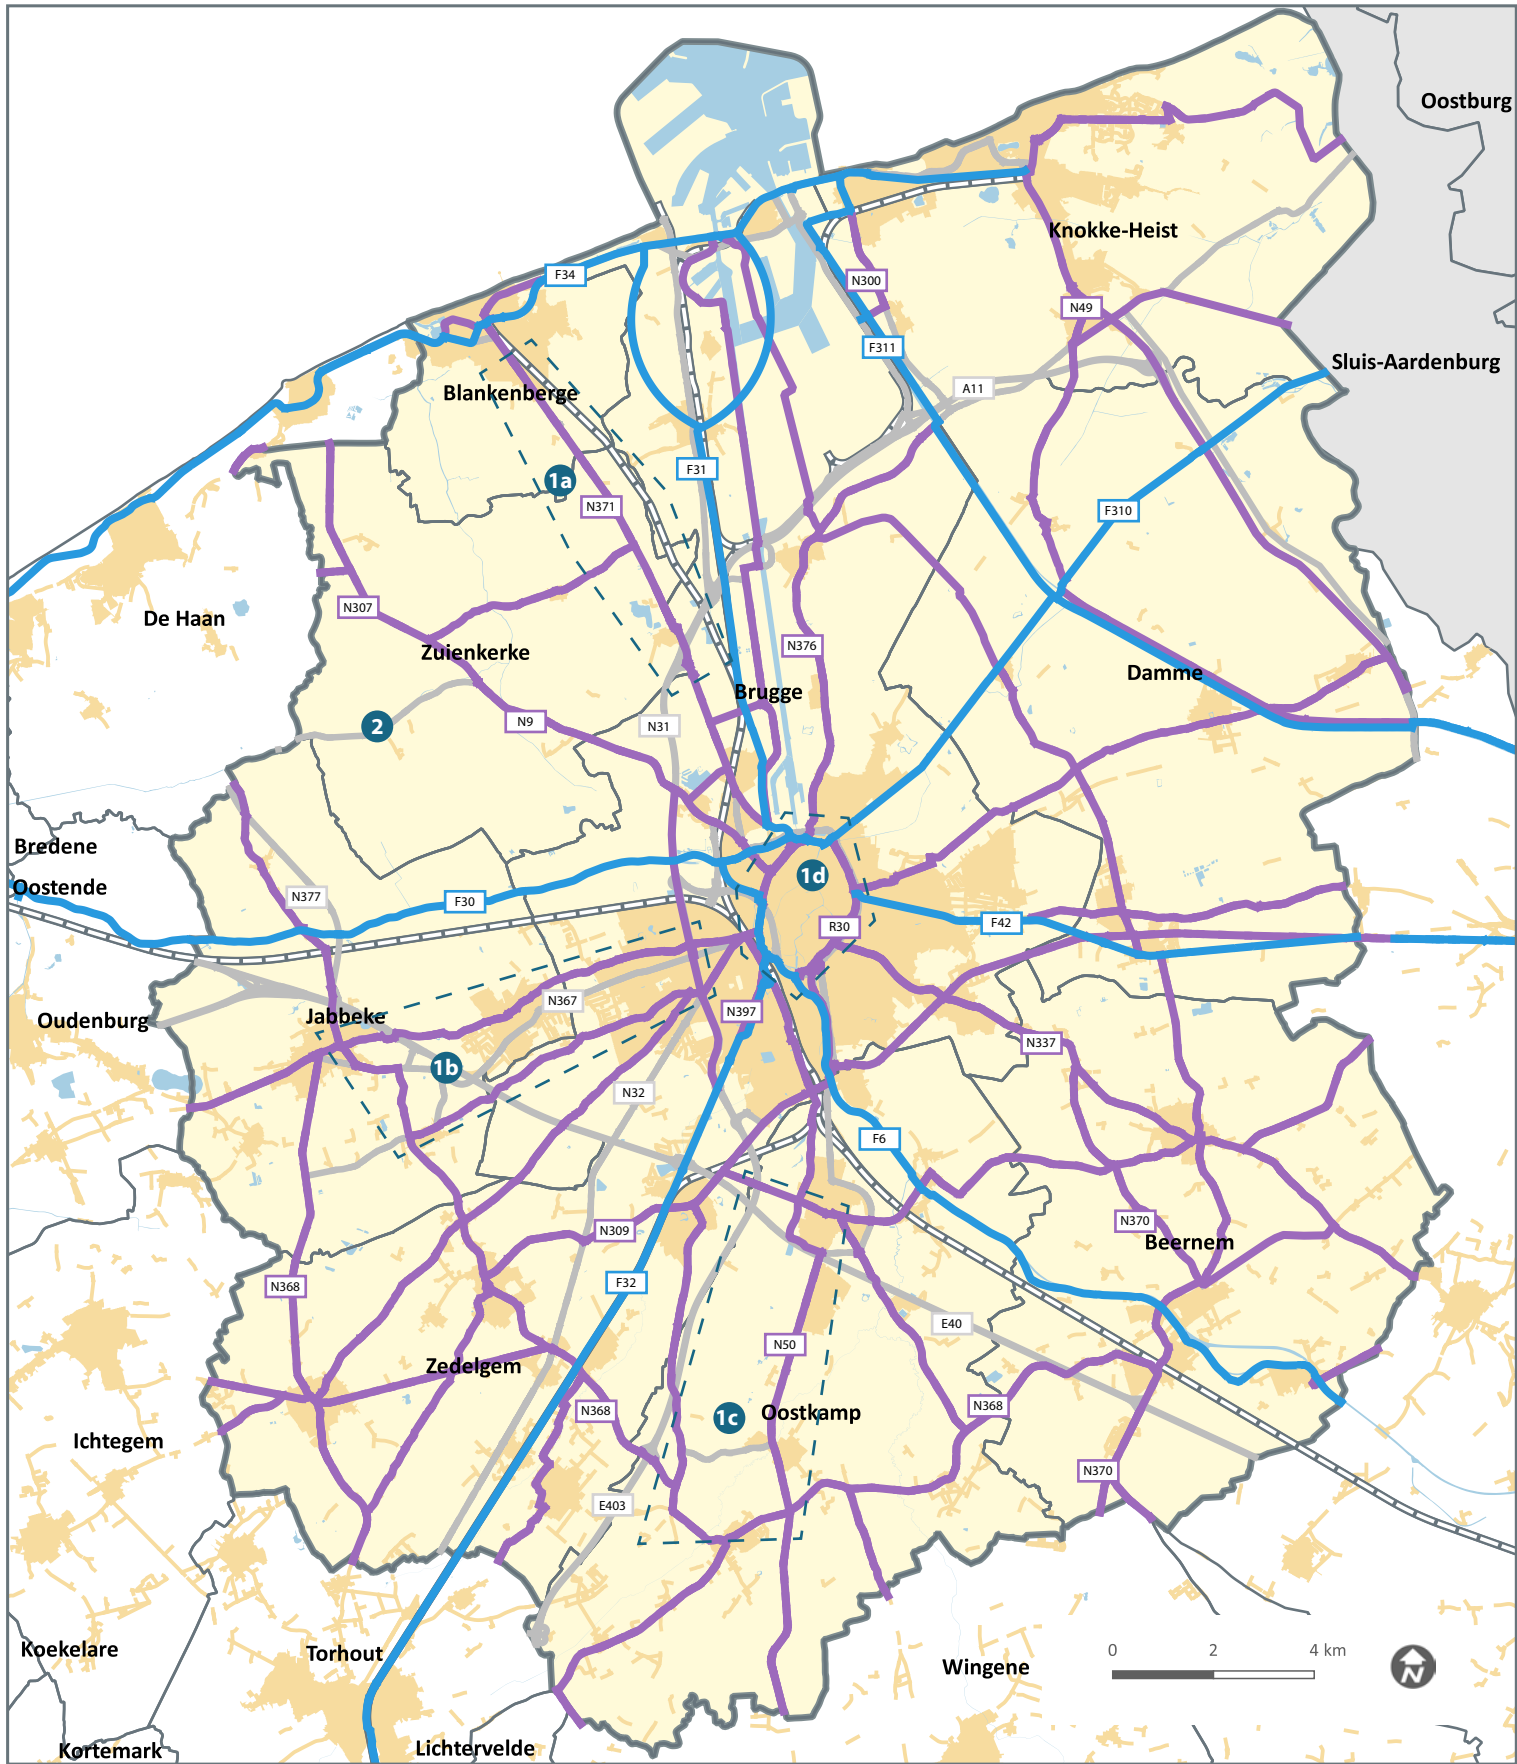 Oostburg
Knokke-Heist
F34
N300
N49
F311
Sluis-Aardenburg
A11
Blankenberge
F31
1a
N371
F310
N307
De Haan
N376
Zuienkerke
Damme
Brugge
2
N9
N31
Bredene
1d
Oostende
N377
F30
F42
R30
N367
N397
Jabbeke
Oudenburg
N337
1b
N32
F6
N370
N309
Beernem
F32
N368
E40
N50
Zedelgem
N368
N368
1c
Oostkamp
Ichtegem
N370
E403
Koekelare
Torhout
0 2 4 km
Wingene
N
Kortemark
Lichtervelde